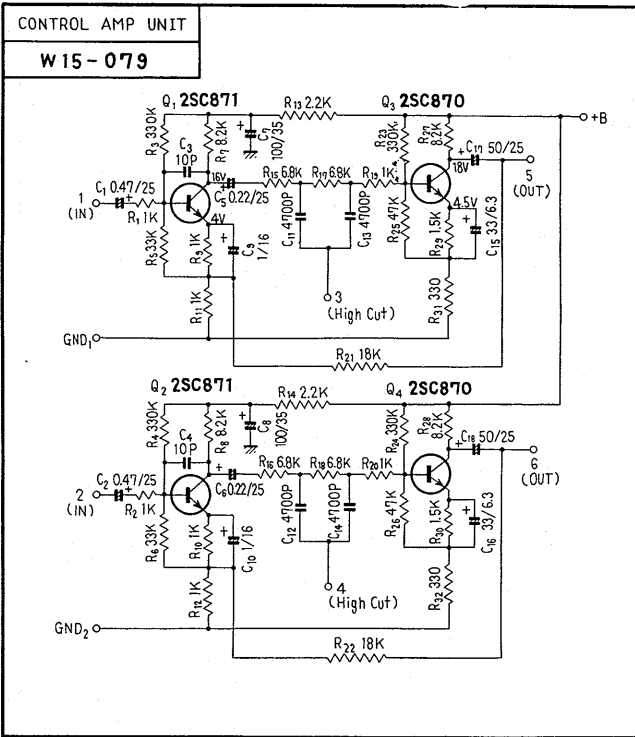 CONTROL AMP UNIT
W15-079
Q1 2SC871
Q3 2SC870
R3 330K
C3
10P
R7 8.2K
C7
100/35
R13 2.2K
R23
330K
R27
8.2K
+B
C17 50/25
5
(OUT)
1
(IN)
C1 0.47/25
R1 1K
16V
C5 0.22/25
R15 6.8K
R17 6.8K
R19 1K
18V
4V
4.5V
R5 33K
R9 1K
C9
1/16
C11 4700P
C13 4700P
R25 47K
R29 1.5K
C15 33/6.3
R11 1K
3
(High Cut)
R31 330
GND1
R21 18K
Q2 2SC871
Q4 2SC870
R4 330K
C4
10P
R8 8.2K
C8
100/35
R14 2.2K
R24 330K
R28
8.2K
C18 50/25
6
(OUT)
2
(IN)
C2 0.47/25
R2 1K
C6 0.22/25
R16 6.8K
R18 6.8K
R20 1K
R6 33K
R10 1K
C10 1/16
C12 4700P
C14 4700P
R26 47K
R30 1.5K
C16 33/6.3
R12 1K
4
(High Cut)
R32 330
GND2
R22 18K